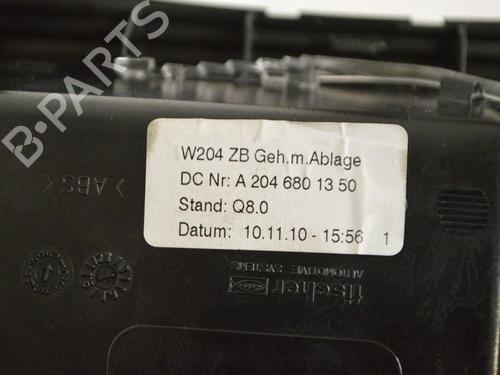 W204 ZB Geh.m.Ablage
DC Nr: A 204 680 13 50
Stand: Q8.0
Datum: 10.11.10 - 15:56 1
>ABS<
fischer
AUTOMOTIVE SYSTEMS
B-PARTS